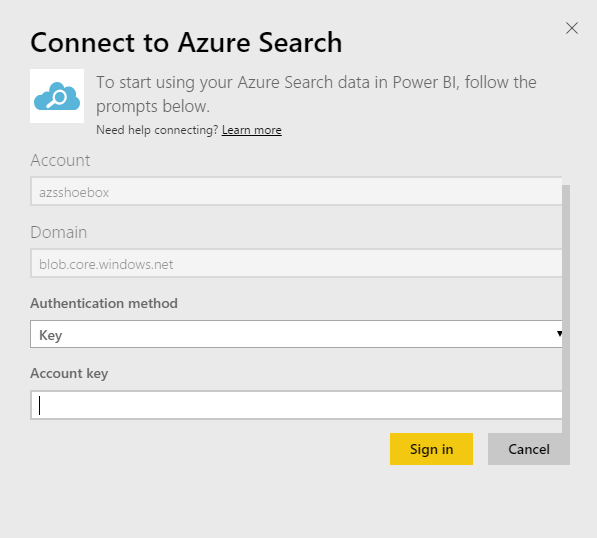 Connect to Azure Search
To start using your Azure Search data in Power BI, follow the
prompts below.
Need help connecting? Learn more
Account
azsshoebox
Domain
blob.core.windows.net
Authentication method
Key
Account key
Sign in
Cancel